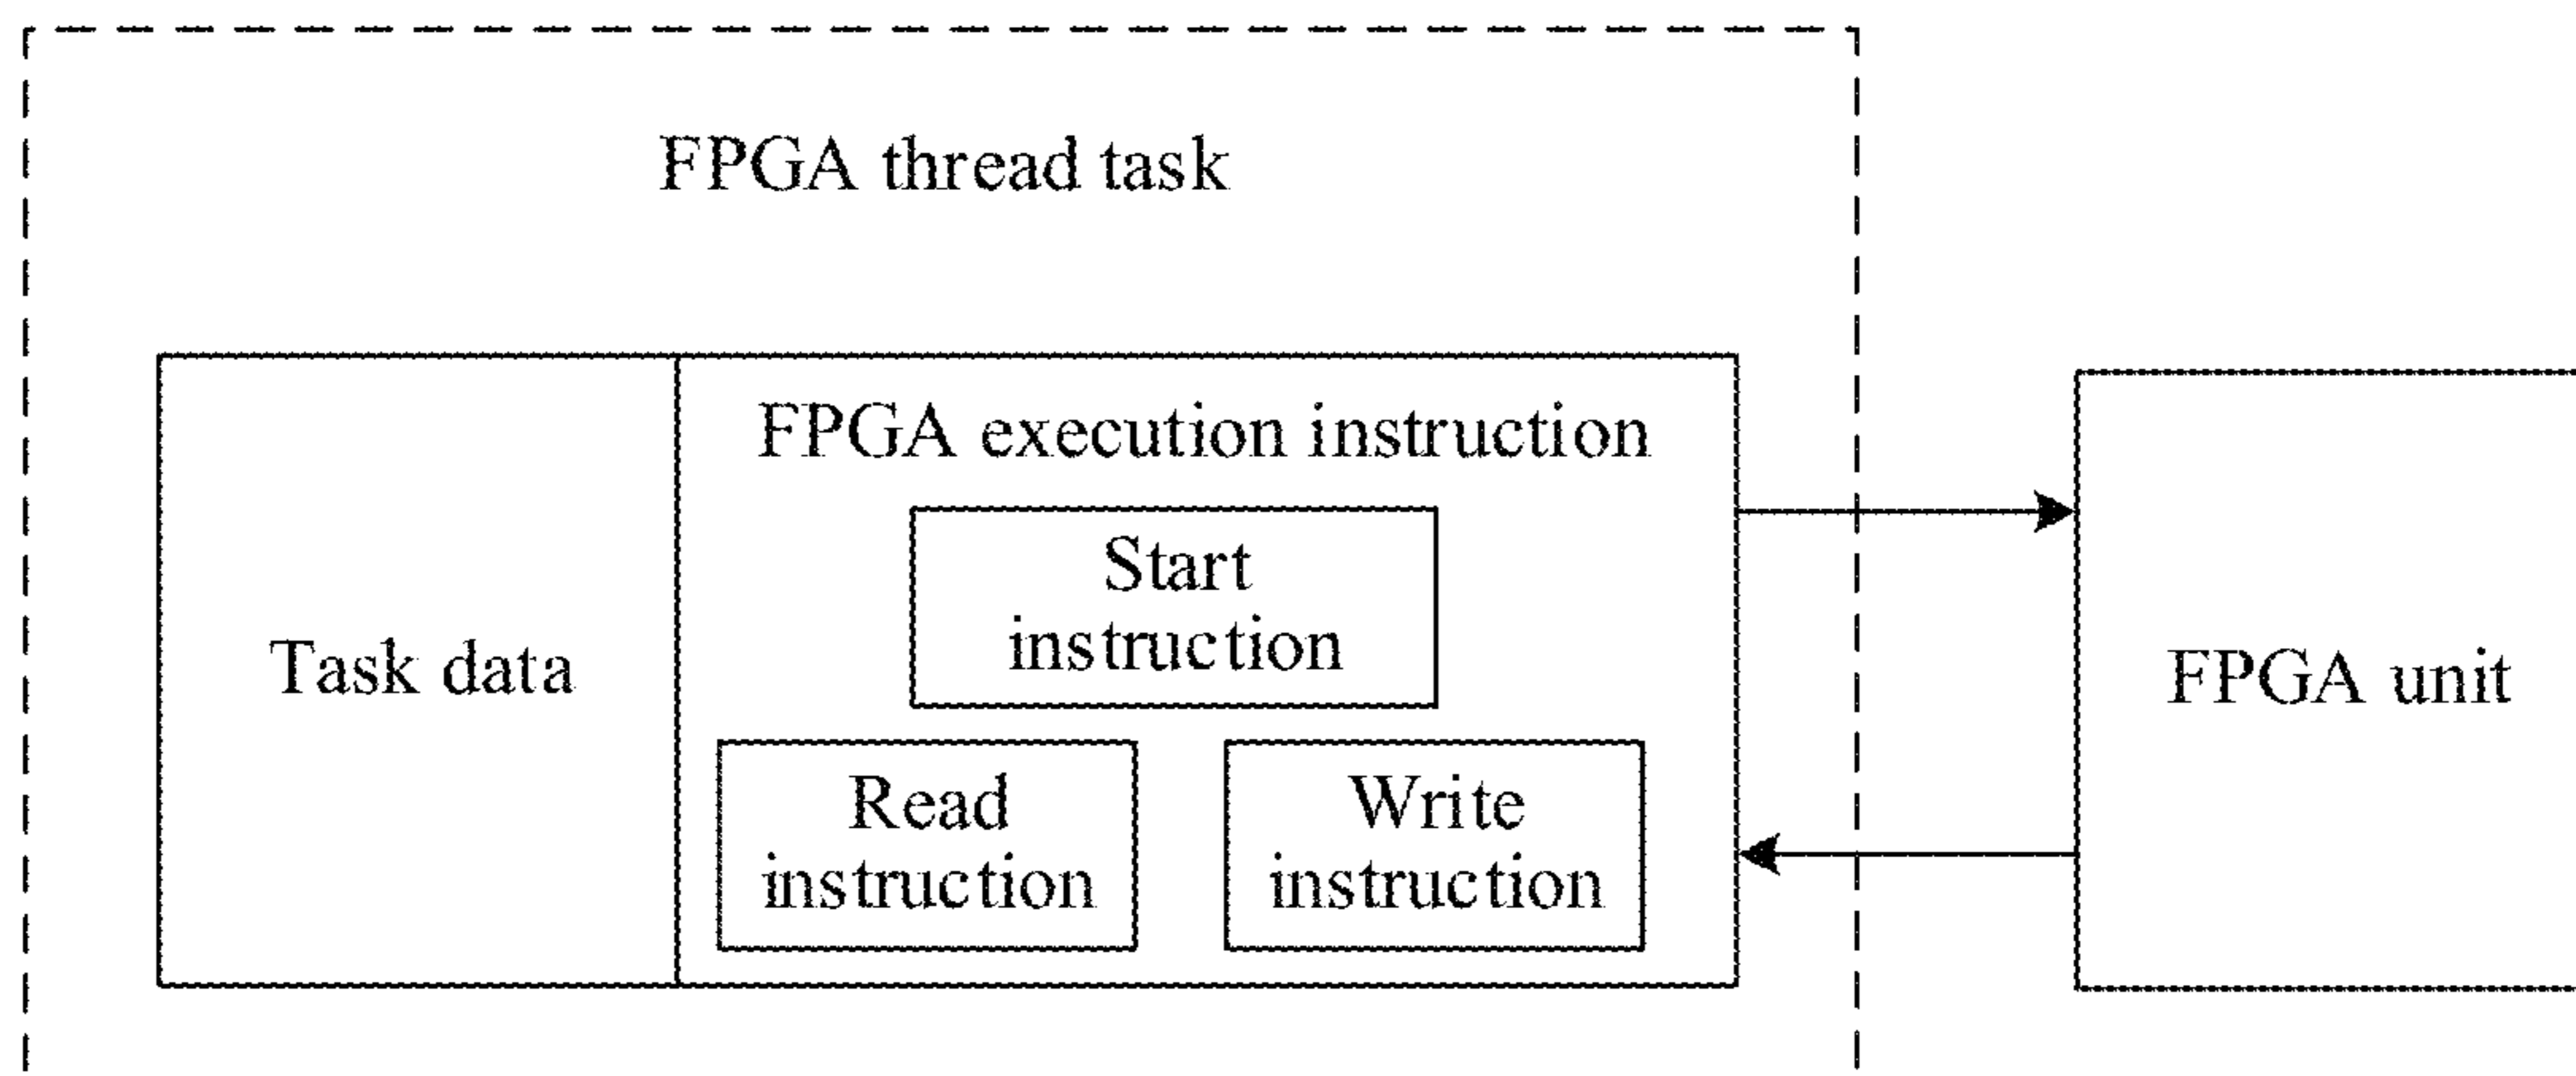 FPGA thread task
FPGA execution instruction
Start
instruction
Task data
FPGA unit
Read
instruction
Write
instruction